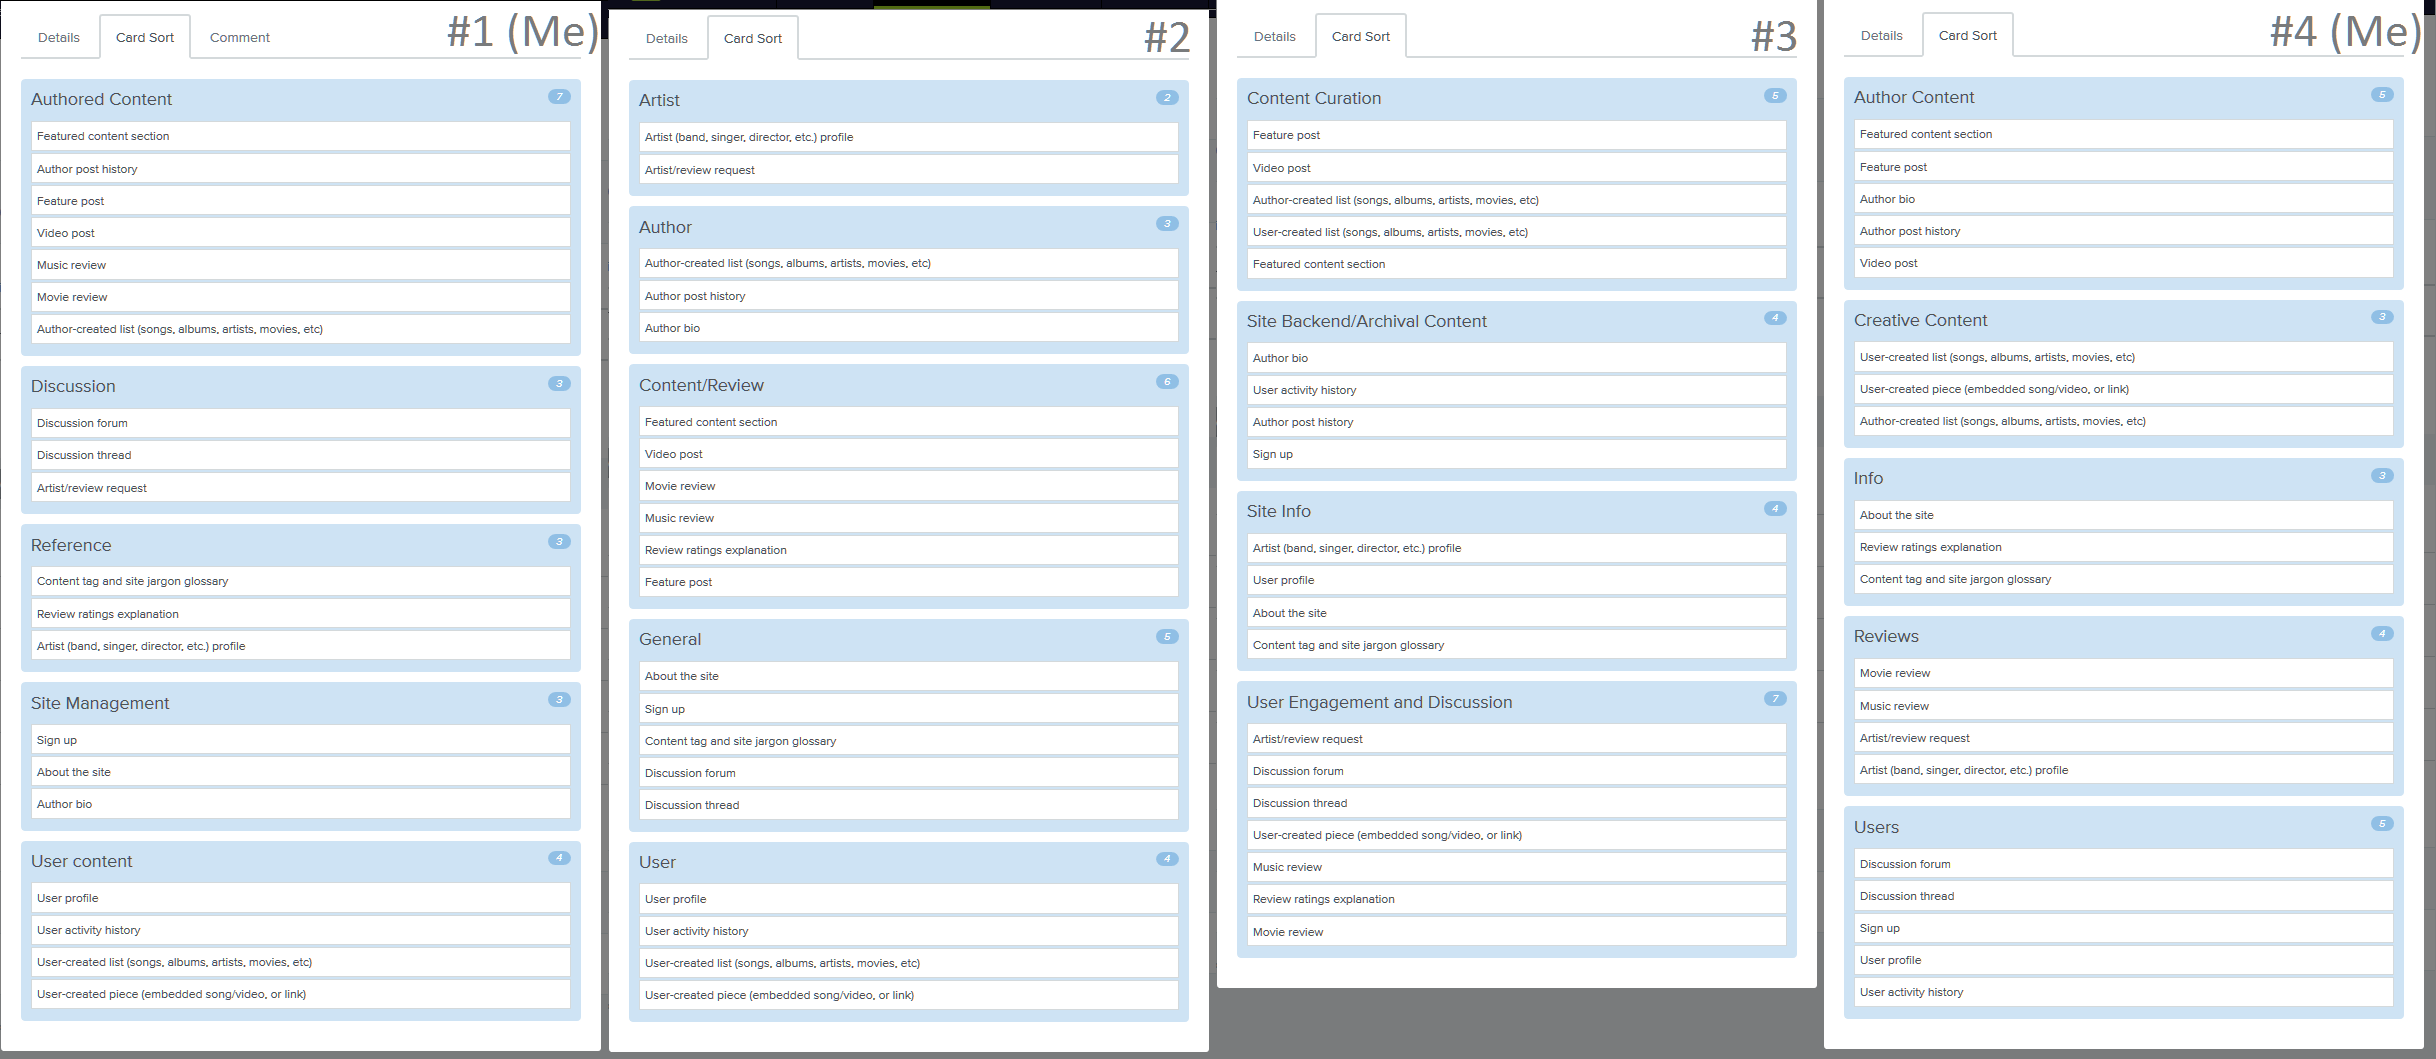 Details
Card Sort
Comment
#1 (Me)
Authored Content
7
Featured content section
Author post history
Feature post
Video post
Music review
Movie review
Author-created list (songs, albums, artists, movies, etc)
Discussion
3
Discussion forum
Discussion thread
Artist/review request
Reference
3
Content tag and site jargon glossary
Review ratings explanation
Artist (band, singer, director, etc.) profile
Site Management
3
Sign up
About the site
Author bio
User content
4
User profile
User activity history
User-created list (songs, albums, artists, movies, etc)
User-created piece (embedded song/video, or link)
Details
Card Sort
#2
Artist
2
Artist (band, singer, director, etc.) profile
Artist/review request
Author
3
Author-created list (songs, albums, artists, movies, etc)
Author post history
Author bio
Content/Review
6
Featured content section
Video post
Movie review
Music review
Review ratings explanation
Feature post
General
5
About the site
Sign up
Content tag and site jargon glossary
Discussion forum
Discussion thread
User
4
User profile
User activity history
User-created list (songs, albums, artists, movies, etc)
User-created piece (embedded song/video, or link)
Details
Card Sort
#3
Content Curation
5
Feature post
Video post
Author-created list (songs, albums, artists, movies, etc)
User-created list (songs, albums, artists, movies, etc)
Featured content section
Site Backend/Archival Content
4
Author bio
User activity history
Author post history
Sign up
Site Info
4
Artist (band, singer, director, etc.) profile
User profile
About the site
Content tag and site jargon glossary
User Engagement and Discussion
7
Artist/review request
Discussion forum
Discussion thread
User-created piece (embedded song/video, or link)
Music review
Review ratings explanation
Movie review
Details
Card Sort
#4 (Me)
Author Content
5
Featured content section
Feature post
Author bio
Author post history
Video post
Creative Content
3
User-created list (songs, albums, artists, movies, etc)
User-created piece (embedded song/video, or link)
Author-created list (songs, albums, artists, movies, etc)
Info
3
About the site
Review ratings explanation
Content tag and site jargon glossary
Reviews
4
Movie review
Music review
Artist/review request
Artist (band, singer, director, etc.) profile
Users
5
Discussion forum
Discussion thread
Sign up
User profile
User activity history